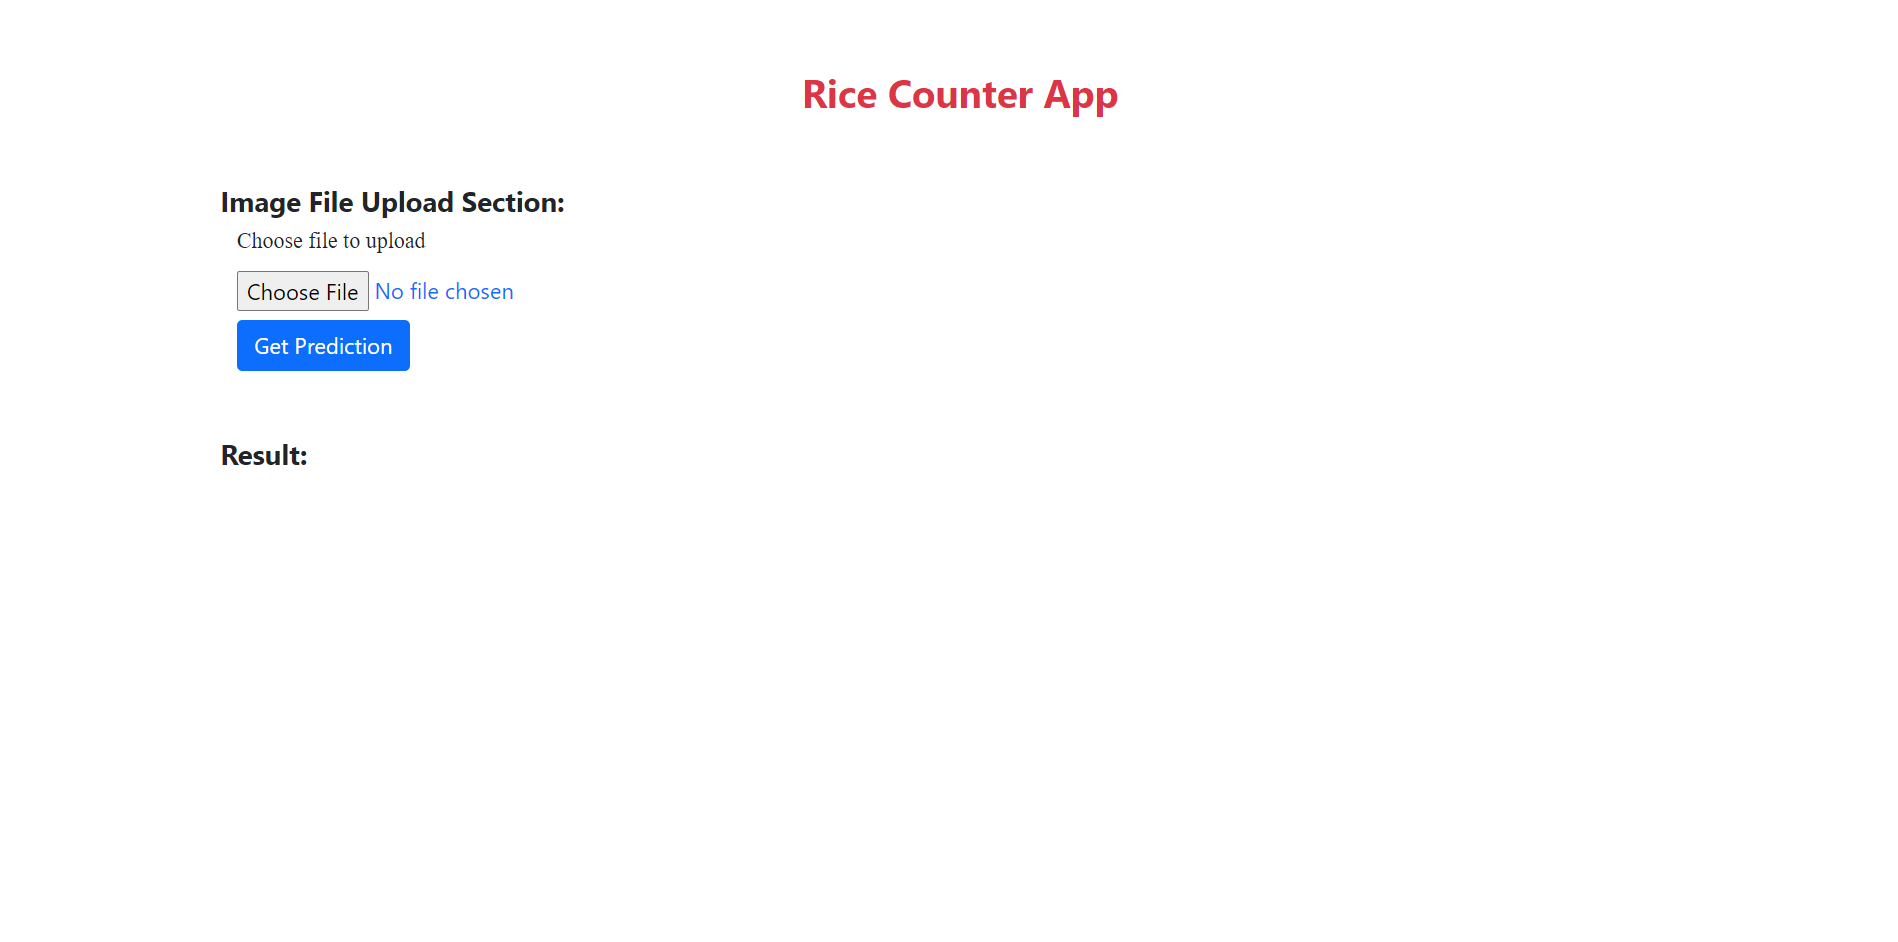 Rice Counter App
Image File Upload Section:
Choose file to upload
Choose File No file chosen
Get Prediction
Result: